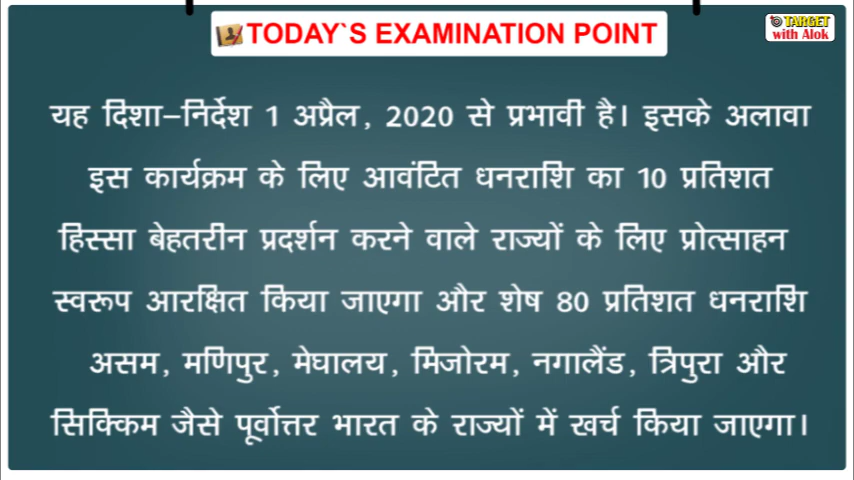 TODAY`S EXAMINATION POINT
TARGET
with Alok
यह दिशा–निर्देश 1 अप्रैल, 2020 से प्रभावी है। इसके अलावा
इस कार्यक्रम के लिए आवंटित धनराशि का 10 प्रतिशत
हिस्सा बेहतरीन प्रदर्शन करने वाले राज्यों के लिए प्रोत्साहन
स्वरूप आरक्षित किया जाएगा और शेष 80 प्रतिशत धनराशि
असम, मणिपुर, मेघालय, मिजोरम, नगालैंड, त्रिपुरा और
सिक्किम जैसे पूर्वोत्तर भारत के राज्यों में खर्च किया जाएगा।